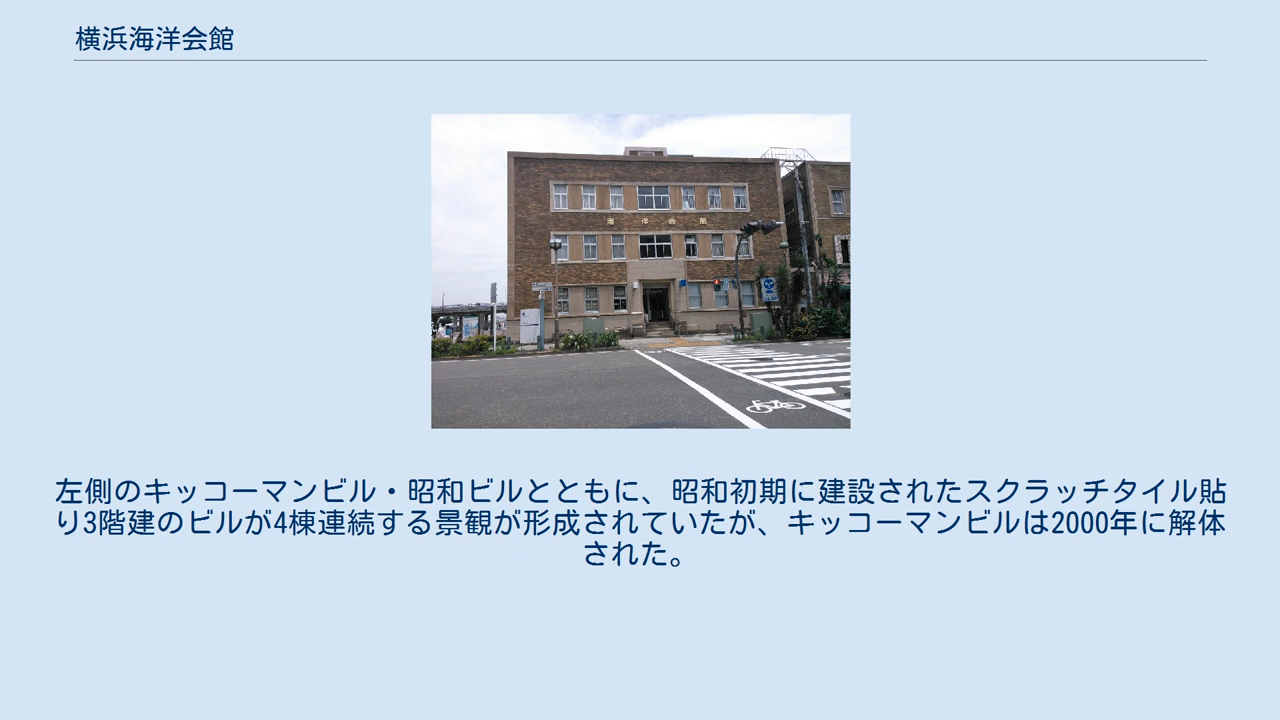 横浜海洋会館
海洋会館
左側のキッコーマンビル・昭和ビルとともに、昭和初期に建設されたスクラッチタイル貼
り3階建のビルが4棟連続する景観が形成されていたが、キッコーマンビルは2000年に解体
された。